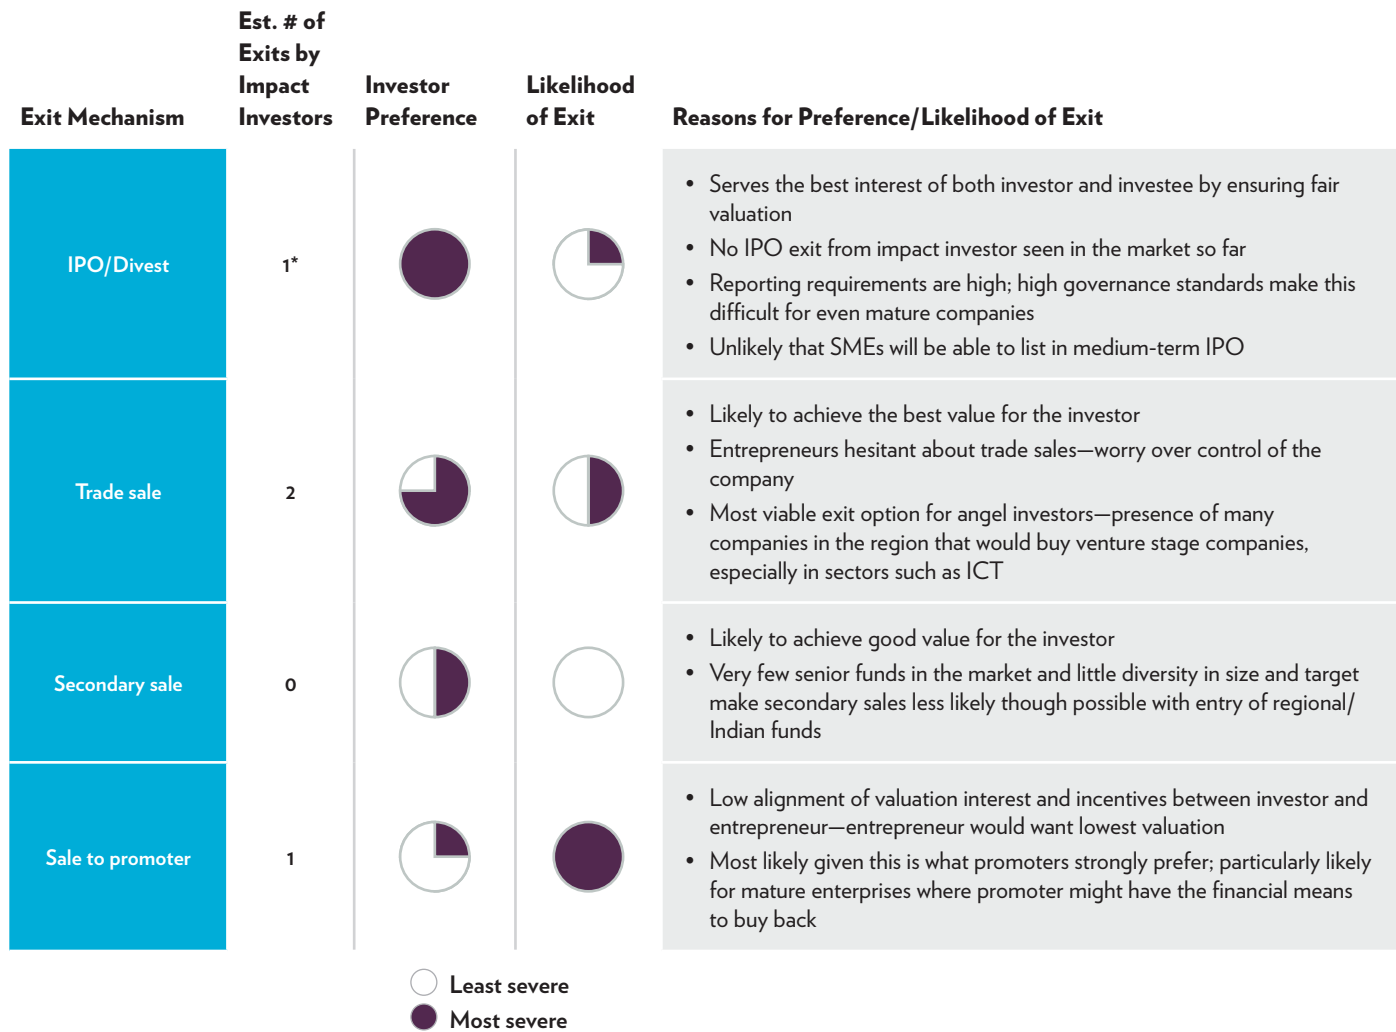 Est. # of
Exits by
Impact
Investors
Investor
Preference
Likelihood
of Exit
Exit Mechanism
Reasons for Preference/Likelihood of Exit
IPO/Divest
1*
• Serves the best interest of both investor and investee by ensuring fair
valuation
• No IPO exit from impact investor seen in the market so far
• Reporting requirements are high; high governance standards make this
difficult for even mature companies
• Unlikely that SMEs will be able to list in medium-term IPO
Trade sale
2
• Likely to achieve the best value for the investor
• Entrepreneurs hesitant about trade sales—worry over control of the
company
• Most viable exit option for angel investors—presence of many
companies in the region that would buy venture stage companies,
especially in sectors such as ICT
Secondary sale
0
• Likely to achieve good value for the investor
• Very few senior funds in the market and little diversity in size and target
make secondary sales less likely though possible with entry of regional/
Indian funds
Sale to promoter
1
• Low alignment of valuation interest and incentives between investor and
entrepreneur—entrepreneur would want lowest valuation
• Most likely given this is what promoters strongly prefer; particularly likely
for mature enterprises where promoter might have the financial means
to buy back
Least severe
Most severe